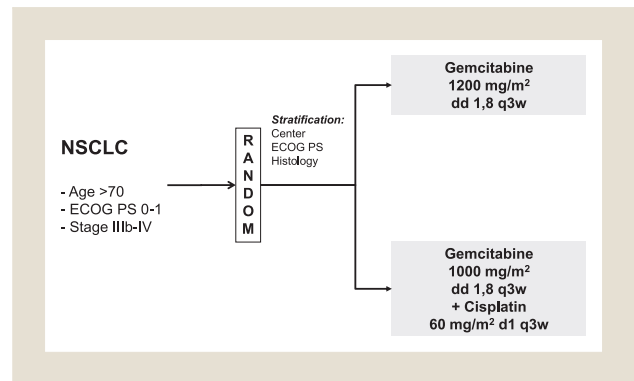 NSCLC
- Age >70
- ECOG PS 0-1
- Stage IIIb-IV
RANDOM
Stratification:
Center
ECOG PS
Histology
Gemcitabine
1200 mg/m²
dd 1,8 q3w
Gemcitabine
1000 mg/m²
dd 1,8 q3w
+ Cisplatin
60 mg/m² d1 q3w